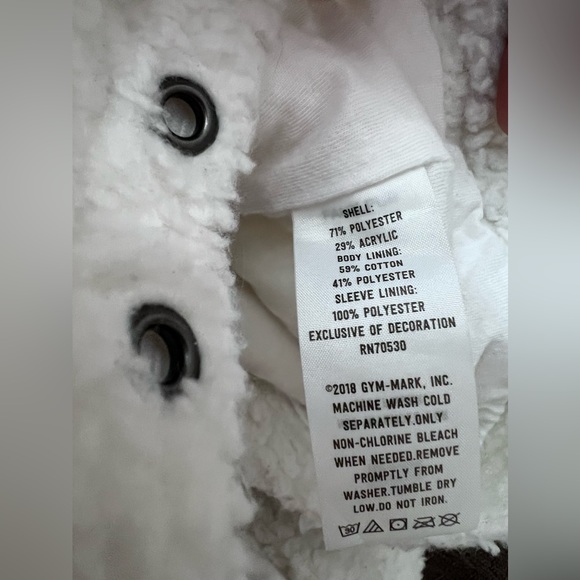 SHELL:
71% POLYESTER
29% ACRYLIC
BODY LINING:
59% COTTON
41% POLYESTER
SLEEVE LINING:
100% POLYESTER
EXCLUSIVE OF DECORATION
RN70530
©2018 GYM-MARK, INC.
MACHINE WASH COLD
SEPARATELY.ONLY
NON-CHLORINE BLEACH
WHEN NEEDED.REMOVE
PROMPTLY FROM
WASHER.TUMBLE DRY
LOW.DO NOT IRON.
30